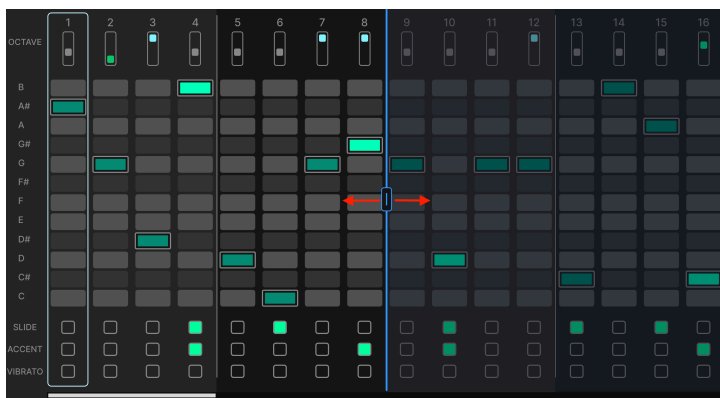 1 2 3 4 5 6 7 8 9 10 11 12 13 14 15 16
OCTAVE
B
A#
A
G#
G
F#
F
E
D#
D
C#
C
SLIDE
ACCENT
VIBRATO